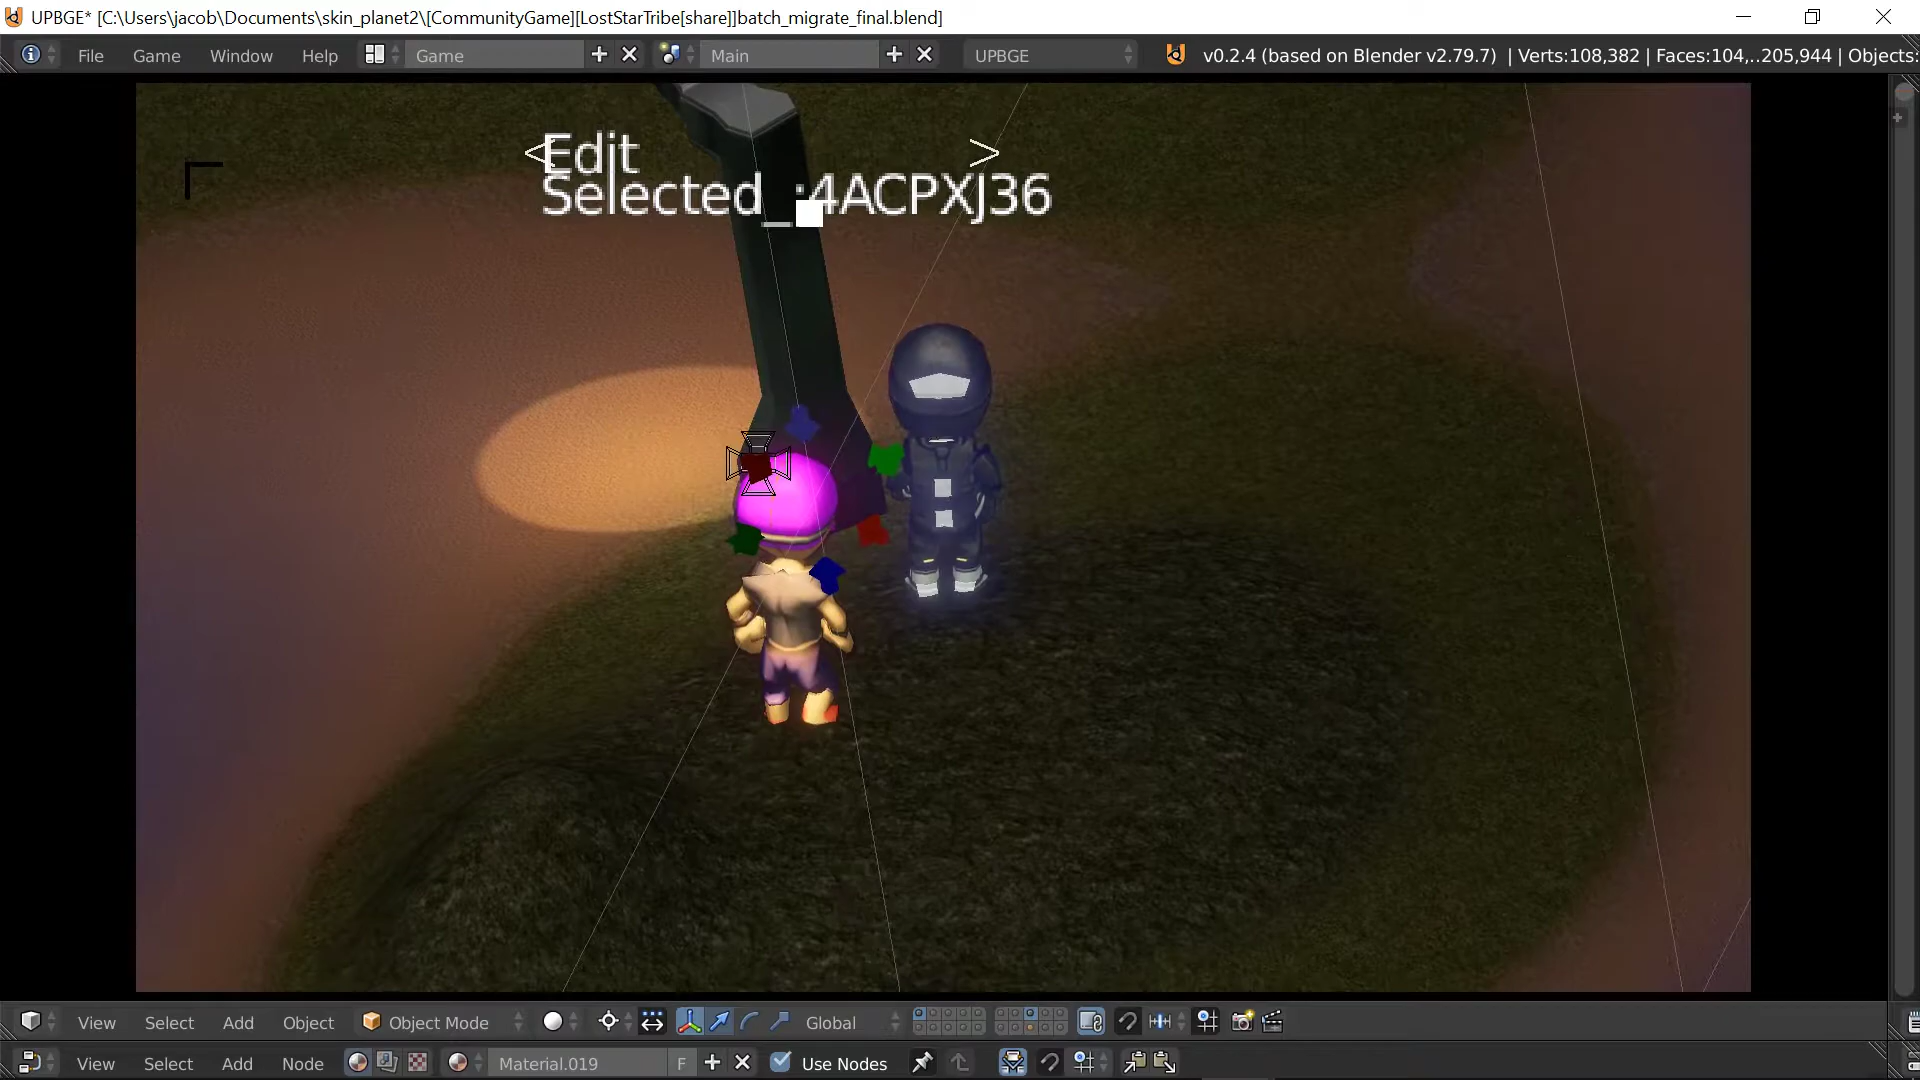 UPBGE* [C:\Users\jacob\Documents\skin_planet2\[CommunityGame][LostStarTribe[share]]batch_migrate_final.blend]
File Game Window Help Game Main UPBGE v0.2.4 (based on Blender v2.79.7) | Verts:108,382 | Faces:104,..205,944 | Objects:
<Edit >
Selected_:4ACPXJ36
View Select Add Object Object Mode Global
View Select Add Node Material.019 F Use Nodes